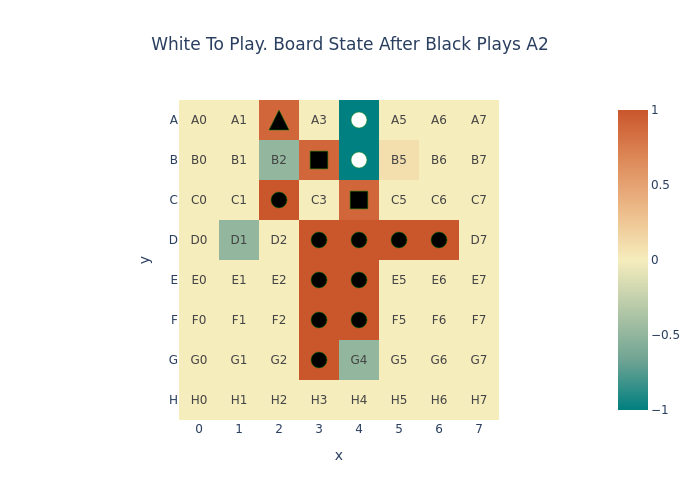 White To Play. Board State After Black Plays A2
A A0 A1 A3 A5 A6 A7
B B0 B1 B2 B5 B6 B7
C C0 C1 C3 C5 C6 C7
D D0 D1 D2 D7
E E0 E1 E2 E5 E6 E7
F F0 F1 F2 F5 F6 F7
G G0 G1 G2 G4 G5 G6 G7
H H0 H1 H2 H3 H4 H5 H6 H7
0 1 2 3 4 5 6 7
x
y
1
0.5
0
−0.5
−1